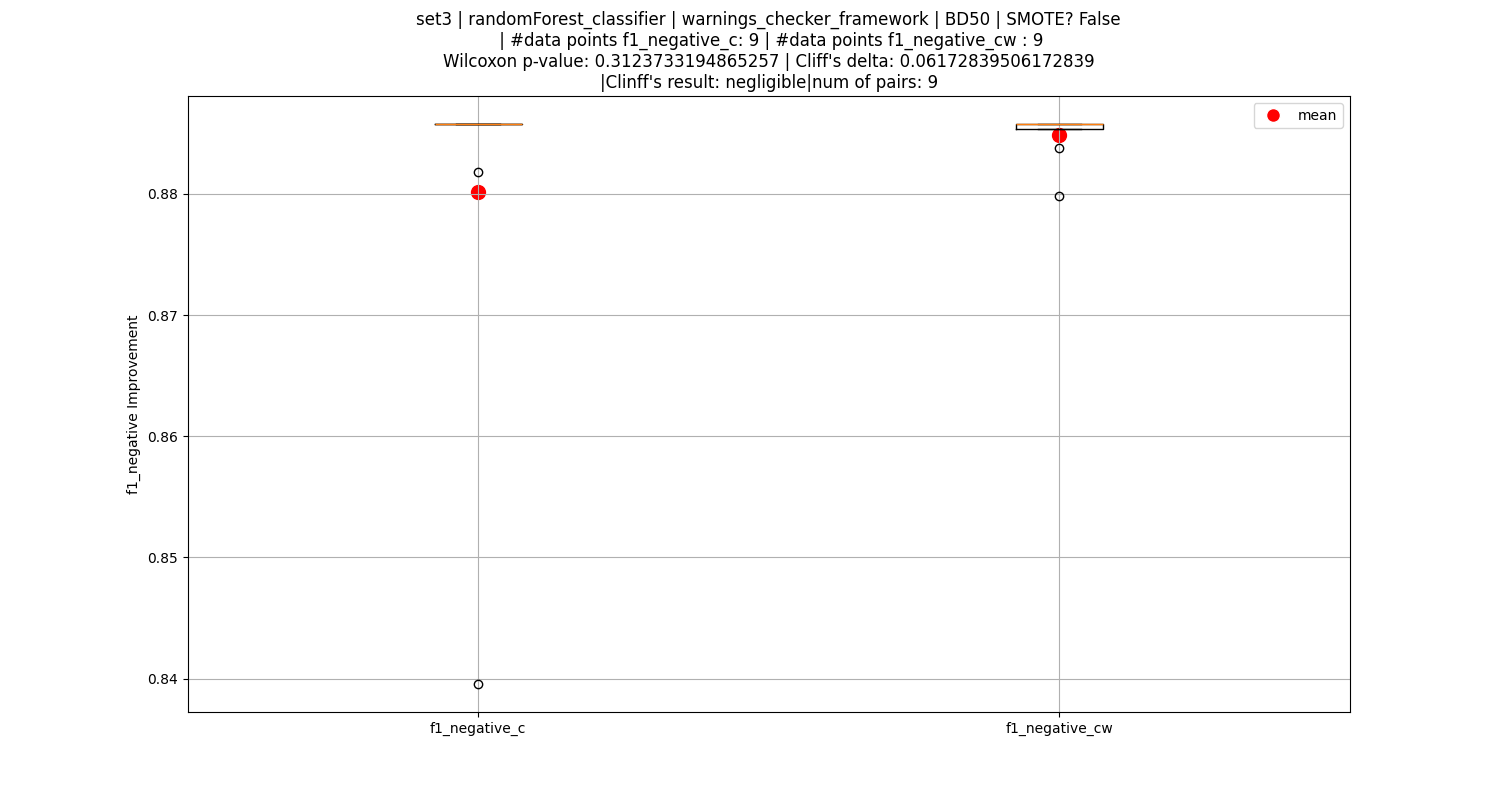 set3 | randomForest_classifier | warnings_checker_framework | BD50 | SMOTE? False
| #data points f1_negative_c: 9 | #data points f1_negative_cw : 9
Wilcoxon p-value: 0.3123733194865257 | Cliff's delta: 0.06172839506172839
|Clinff's result: negligible|num of pairs: 9
mean
0.88
0.87
0.86
0.85
0.84
f1_negative Improvement
f1_negative_c
f1_negative_cw